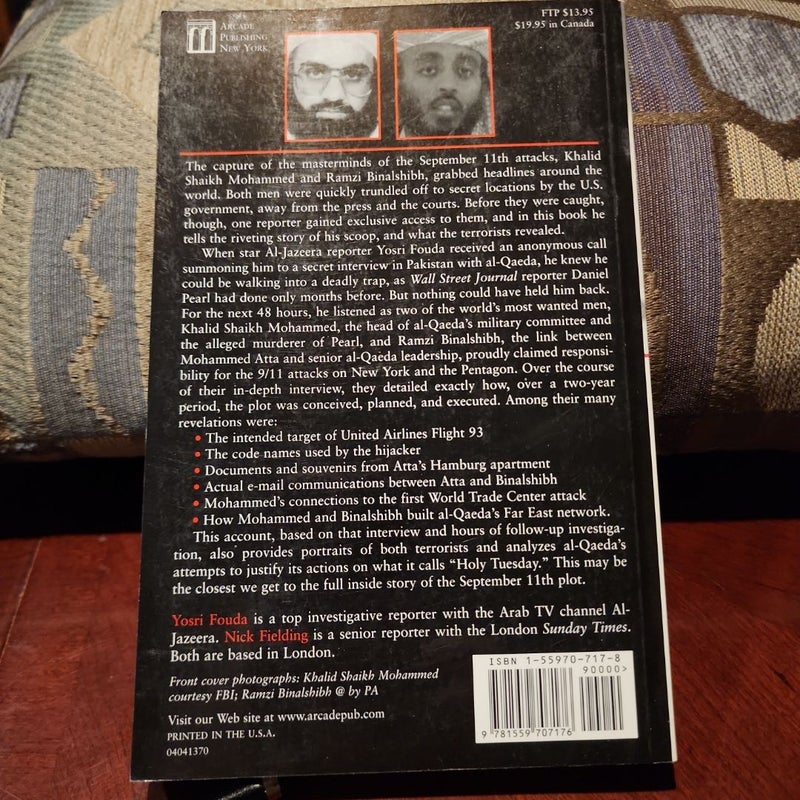 ARCADE
PUBLISHING
NEW YORK
FTP $13.95
$19.95 in Canada
The capture of the masterminds of the September 11th attacks, Khalid
Shaikh Mohammed and Ramzi Binalshibh, grabbed headlines around the
world. Both men were quickly trundled off to secret locations by the U.S.
government, away from the press and the courts. Before they were caught,
though, one reporter gained exclusive access to them, and in this book he
tells the riveting story of his scoop, and what the terrorists revealed.
When star Al-Jazeera reporter Yosri Fouda received an anonymous call
summoning him to a secret interview in Pakistan with al-Qaeda, he knew he
could be walking into a deadly trap, as Wall Street Journal reporter Daniel
Pearl had done only months before. But nothing could have held him back.
For the next 48 hours, he listened as two of the world's most wanted men,
Khalid Shaikh Mohammed, the head of al-Qaeda's military committee and
the alleged murderer of Pearl, and Ramzi Binalshibh, the link between
Mohammed Atta and senior al-Qaeda leadership, proudly claimed responsi-
bility for the 9/11 attacks on New York and the Pentagon. Over the course
of their in-depth interview, they detailed exactly how, over a two-year
period, the plot was conceived, planned, and executed. Among their many
revelations were:
• The intended target of United Airlines Flight 93
• The code names used by the hijacker
• Documents and souvenirs from Atta's Hamburg apartment
• Actual e-mail communications between Atta and Binalshibh
• Mohammed's connections to the first World Trade Center attack
• How Mohammed and Binalshibh built al-Qaeda's Far East network.
This account, based on that interview and hours of follow-up investiga-
tion, also provides portraits of both terrorists and analyzes al-Qaeda's
attempts to justify its actions on what it calls "Holy Tuesday." This may be
the closest we get to the full inside story of the September 11th plot.
Yosri Fouda is a top investigative reporter with the Arab TV channel Al-
Jazeera. Nick Fielding is a senior reporter with the London Sunday Times.
Both are based in London.
Front cover photographs: Khalid Shaikh Mohammed
courtesy FBI; Ramzi Binalshibh @ by PA
Visit our Web site at www.arcadepub.com
PRINTED IN THE U.S.A.
04041370
ISBN 1-55970-717-8
90000>
9 781559 707176